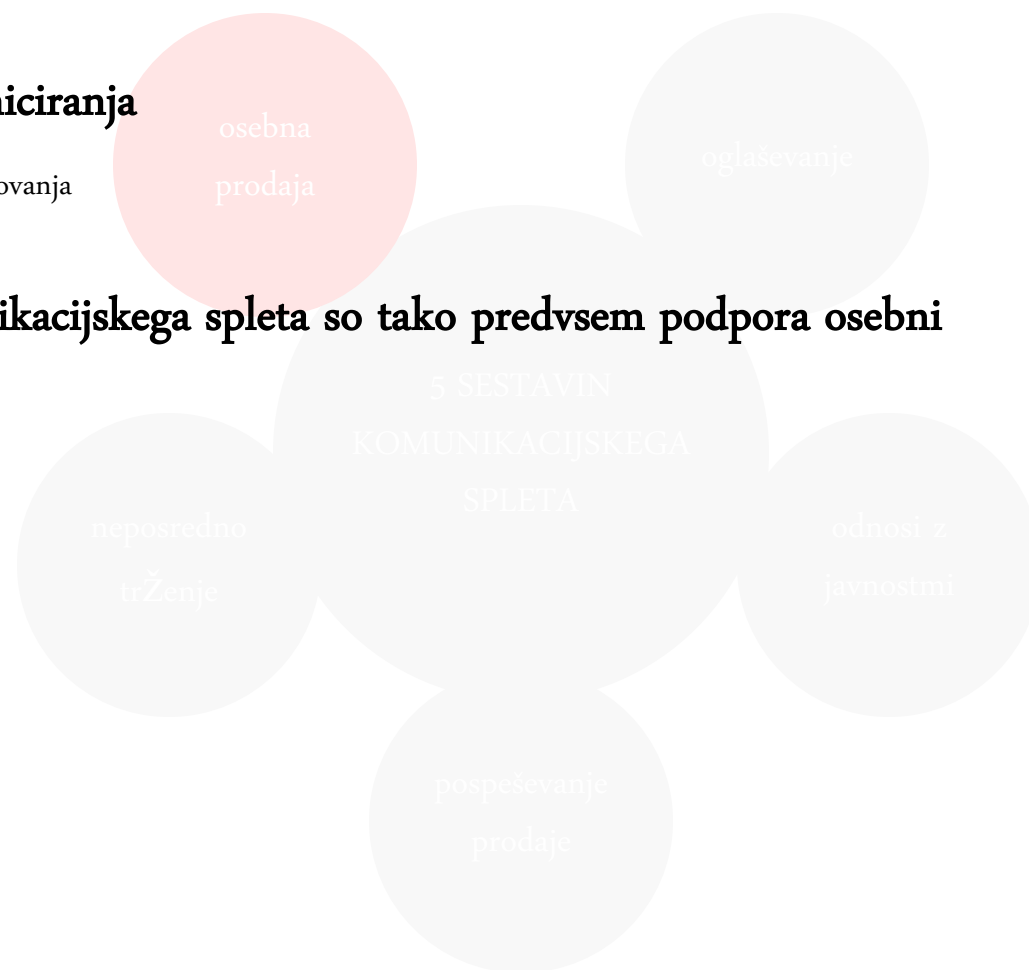 niciranja
osebna
prodaja
oglaševanje
ovanja
ikacijskega spleta so tako predvsem podpora osebni
5 SESTAVIN
KOMUNIKACIJSKEGA
SPLETA
neposredno
trŽenje
odnosi z
javnostmi
pospeševanje
prodaje